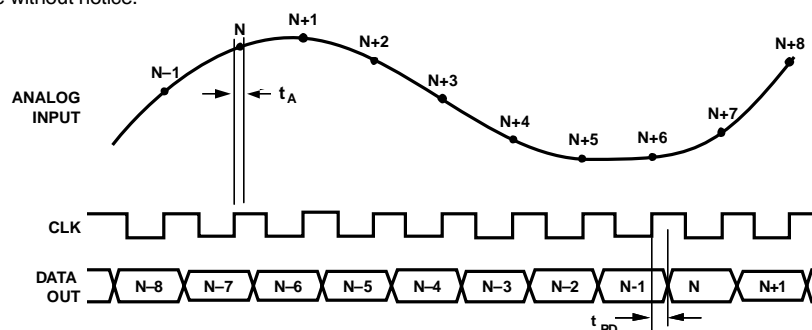 e without notice.
N+1
N
N+2
N+8
N–1
t A
ANALOG
INPUT
N+3
N+7
N+4
N+5
N+6
CLK
DATA
OUT
N–8
N–7
N–6
N–5
N–4
N–3
N–2
N-1
N
N+1
t PD